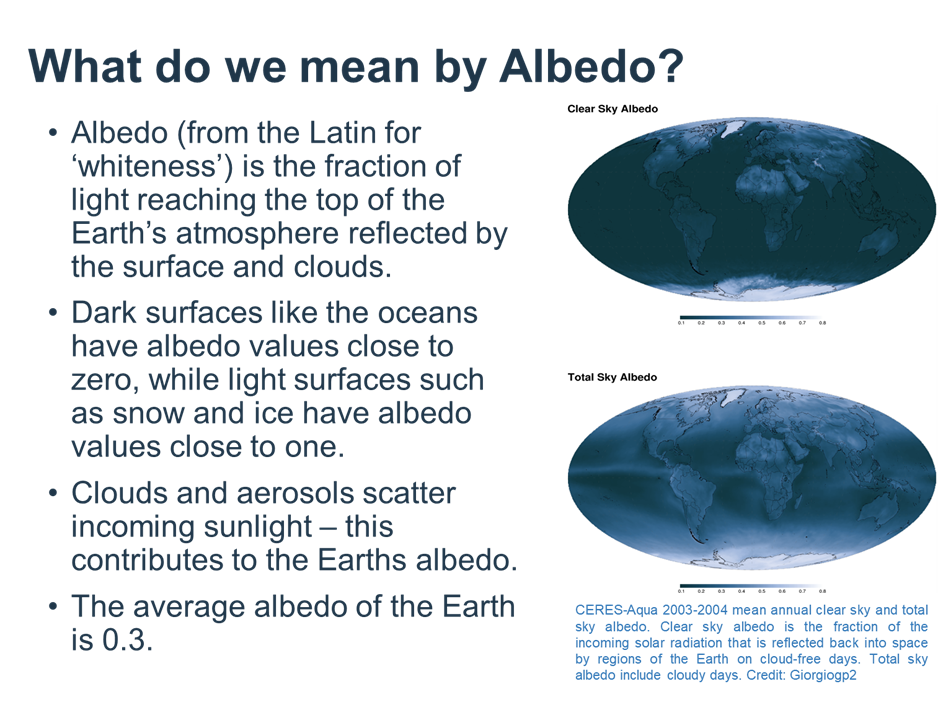 What do we mean by Albedo?
• Albedo (from the Latin for
‘whiteness’) is the fraction of
light reaching the top of the
Earth’s atmosphere reflected by
the surface and clouds.
• Dark surfaces like the oceans
have albedo values close to
zero, while light surfaces such
as snow and ice have albedo
values close to one.
• Clouds and aerosols scatter
incoming sunlight – this
contributes to the Earths albedo.
• The average albedo of the Earth
is 0.3.
Clear Sky Albedo
0.1 0.2 0.3 0.4 0.5 0.6 0.7 0.8
Total Sky Albedo
0.1 0.2 0.3 0.4 0.5 0.6 0.7 0.8
CERES-Aqua 2003-2004 mean annual clear sky and total
sky albedo. Clear sky albedo is the fraction of the
incoming solar radiation that is reflected back into space
by regions of the Earth on cloud-free days. Total sky
albedo include cloudy days. Credit: Giorgiogp2